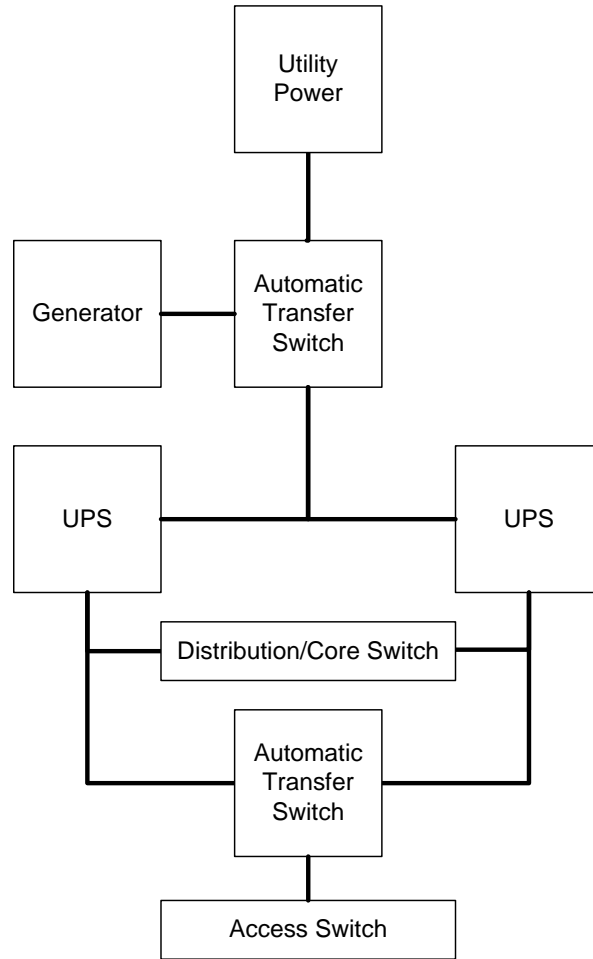 Utility
Power
Generator
Automatic
Transfer
Switch
UPS
UPS
Distribution/Core Switch
Automatic
Transfer
Switch
Access Switch